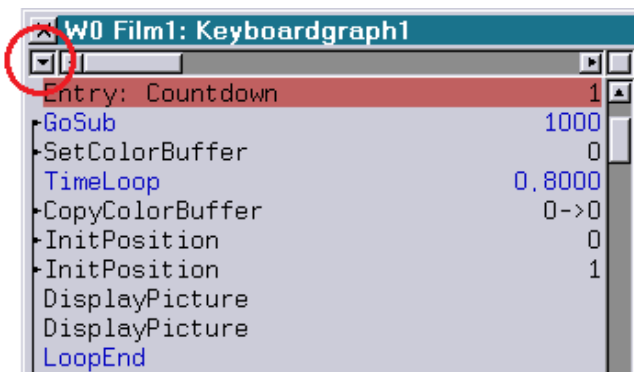 W0 Film1: Keyboardgraph1
Entry: Countdown 1
GoSub 1000
SetColorBuffer 0
TimeLoop 0.8000
CopyColorBuffer 0->0
InitPosition 0
InitPosition 1
DisplayPicture
DisplayPicture
LoopEnd